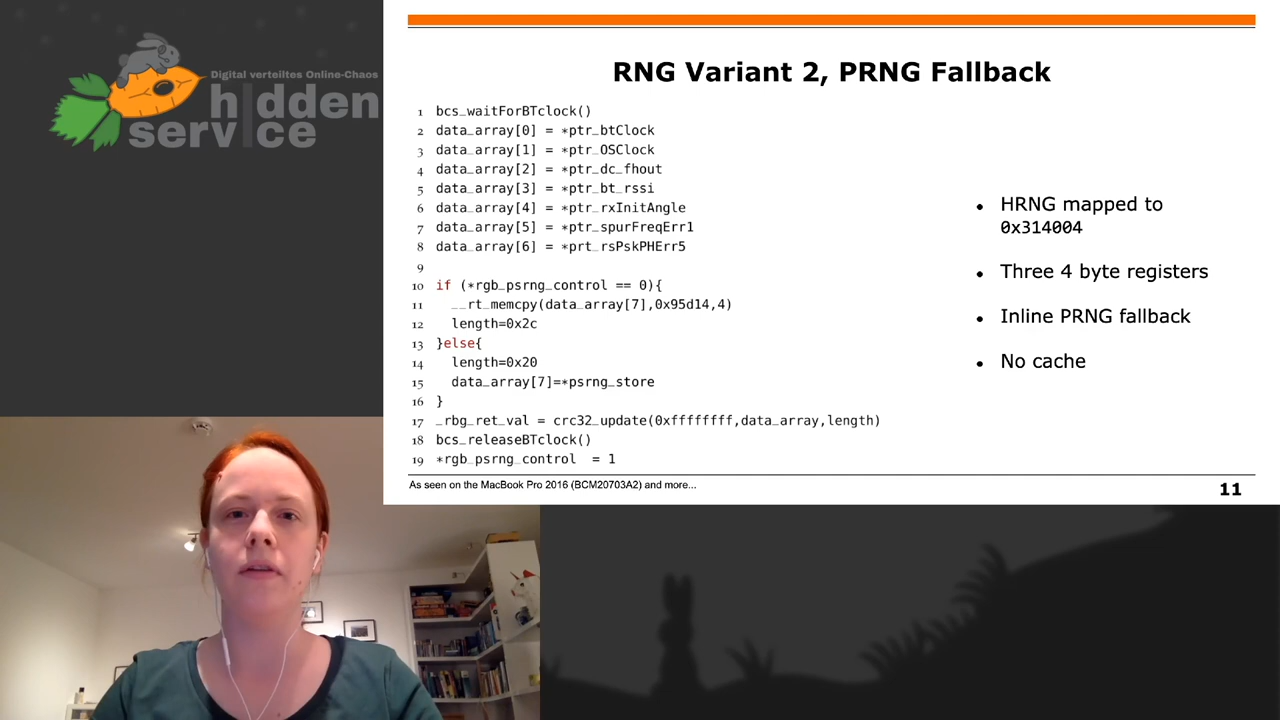 Digital verteiltes Online-Chaos
hidden
service
RNG Variant 2, PRNG Fallback
1 bcs_waitForBTclock()
2 data_array[0] = *ptr_btClock
3 data_array[1] = *ptr_OSClock
4 data_array[2] = *ptr_dc_fhout
5 data_array[3] = *ptr_bt_rssi
6 data_array[4] = *ptr_rxInitAngle
7 data_array[5] = *ptr_spurFreqErr1
8 data_array[6] = *prt_rsPskPHErr5
9
10 if (*rgb_psrng_control == 0){
11 __rt_memcpy(data_array[7],0x95d14,4)
12 length=0x2c
13 }else{
14 length=0x20
15 data_array[7]=*psrng_store
16 }
17 _rbg_ret_val = crc32_update(0xffffffff,data_array,length)
18 bcs_releaseBTclock()
19 *rgb_psrng_control = 1
• HRNG mapped to
0x314004
• Three 4 byte registers
• Inline PRNG fallback
• No cache
As seen on the MacBook Pro 2016 (BCM20703A2) and more...
11